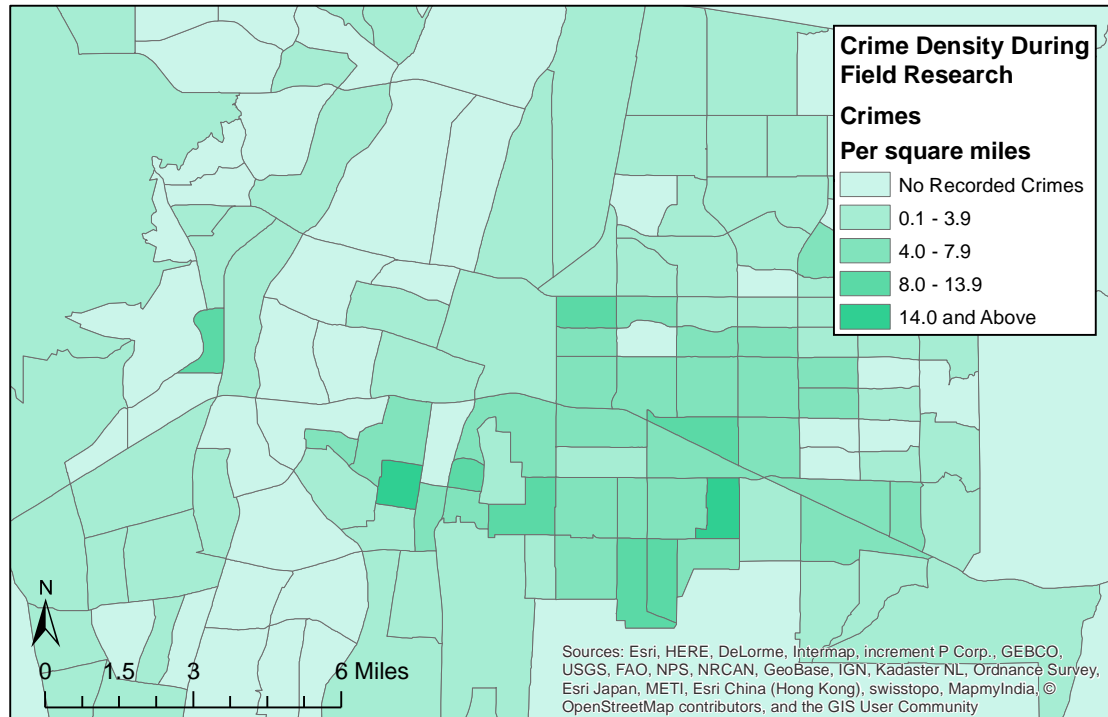 Crime Density During
Field Research
Crimes
Per square miles
No Recorded Crimes
0.1 - 3.9
4.0 - 7.9
8.0 - 13.9
14.0 and Above
N
0 1.5 3 6 Miles
Sources: Esri, HERE, DeLorme, Intermap, increment P Corp., GEBCO,
USGS, FAO, NPS, NRCAN, GeoBase, IGN, Kadaster NL, Ordnance Survey,
Esri Japan, METI, Esri China (Hong Kong), swisstopo, MapmyIndia, ©
OpenStreetMap contributors, and the GIS User Community